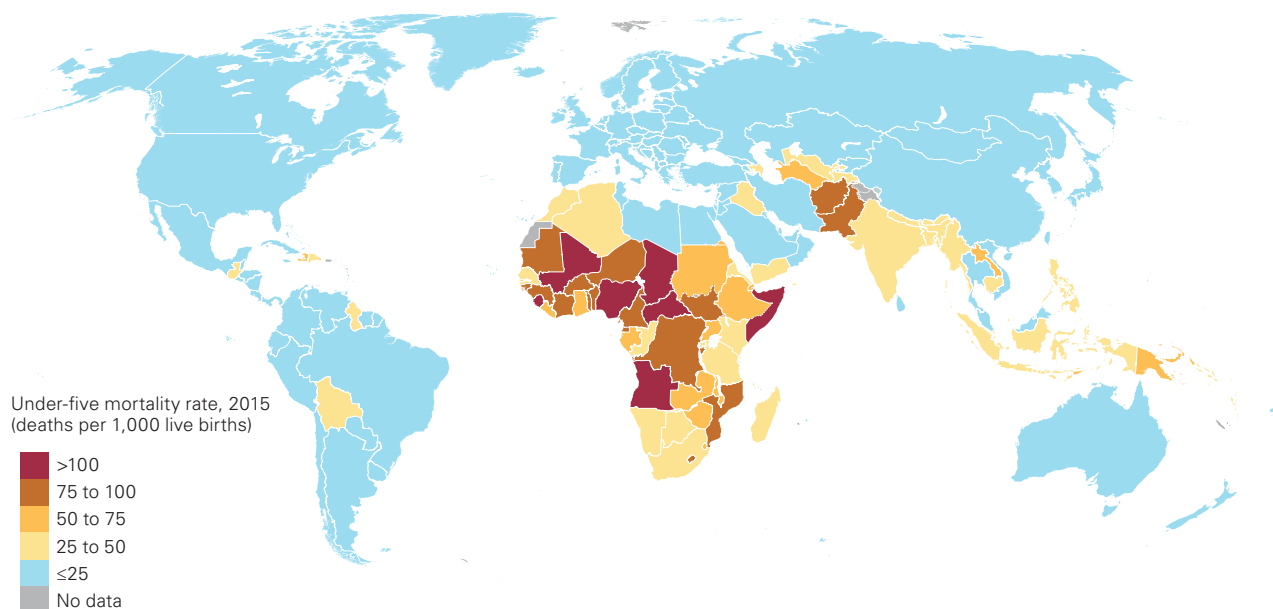 Under-five mortality rate, 2015
(deaths per 1,000 live births)
>100
75 to 100
50 to 75
25 to 50
≤25
No data